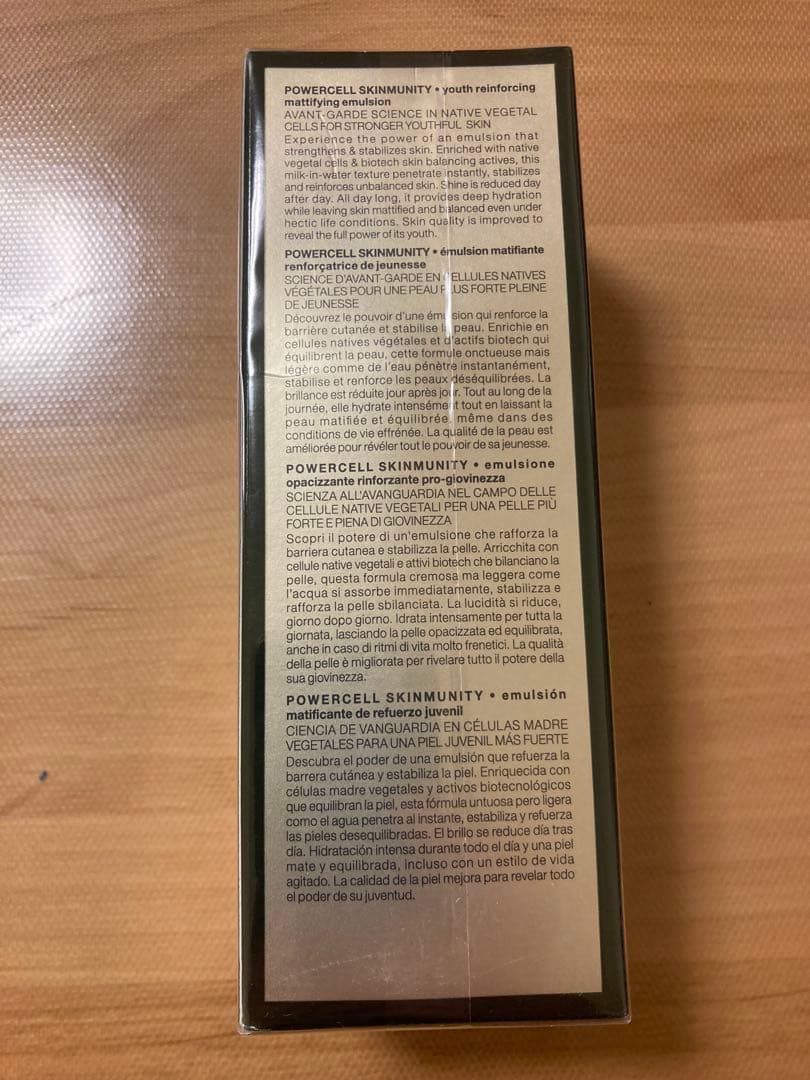 POWERCELL SKINMUNITY • youth reinforcing
mattifying emulsion
AVANT-GARDE SCIENCE IN NATIVE VEGETAL
CELLS FOR STRONGER YOUTHFUL SKIN
Experience the power of an emulsion that
strengthens & stabilizes skin. Enriched with native
vegetal cells & biotech skin balancing actives, this
milk-in-water texture penetrate instantly, stabilizes
and reinforces unbalanced skin. Shine is reduced day
after day. All day long, it provides deep hydration
while leaving skin mattified and balanced even under
hectic life conditions. Skin quality is improved to
reveal the full power of its youth.
POWERCELL SKINMUNITY • émulsion matifiante
renforçatrice de jeunesse
SCIENCE D'AVANT-GARDE EN CELLULES NATIVES
VÉGÉTALES POUR UNE PEAU PLUS FORTE PLEINE
DE JEUNESSE
Découvrez le pouvoir d'une émulsion qui renforce la
barrière cutanée et stabilise la peau. Enrichie en
cellules natives végétales et d'actifs biotech qui
équilibrent la peau, cette formule onctueuse mais
légère comme de l'eau pénètre instantanément,
stabilise et renforce les peaux déséquilibrées. La
brillance est réduite jour après jour. Tout au long de la
journée, elle hydrate intensément tout en laissant la
peau matifiée et équilibrée, même dans des
conditions de vie effrénée. La qualité de la peau est
améliorée pour révéler tout le pouvoir de sa jeunesse.
POWERCELL SKINMUNITY • emulsione
opacizzante rinforzante pro-giovinezza
SCIENZA ALL'AVANGUARDIA NEL CAMPO DELLE
CELLULE NATIVE VEGETALI PER UNA PELLE PIÙ
FORTE E PIENA DI GIOVINEZZA
Scopri il potere di un'emulsione che rafforza la
barriera cutanea e stabilizza la pelle. Arricchita con
cellule native vegetali e attivi biotech che bilanciano la
pelle, questa formula cremosa ma leggera come
l'acqua si assorbe immediatamente, stabilizza e
rafforza la pelle sbilanciata. La lucidità si riduce,
giorno dopo giorno. Idrata intensamente per tutta la
giornata, lasciando la pelle opacizzata ed equilibrata,
anche in caso di ritmi di vita molto frenetici. La qualità
della pelle è migliorata per rivelare tutto il potere della
sua giovinezza.
POWERCELL SKINMUNITY • emulsión
matificante de refuerzo juvenil
CIENCIA DE VANGUARDIA EN CÉLULAS MADRE
VEGETALES PARA UNA PIEL JUVENIL MÁS FUERTE
Descubra el poder de una emulsión que refuerza la
barrera cutánea y estabiliza la piel. Enriquecida con
células madre vegetales y activos biotecnológicos
que equilibran la piel, esta fórmula untuosa pero ligera
como el agua penetra al instante, estabiliza y refuerza
las pieles desequilibradas. El brillo se reduce día tras
día. Hidratación intensa durante todo el día y una piel
mate y equilibrada, incluso con un estilo de vida
agitado. La calidad de la piel mejora para revelar todo
el poder de su juventud.